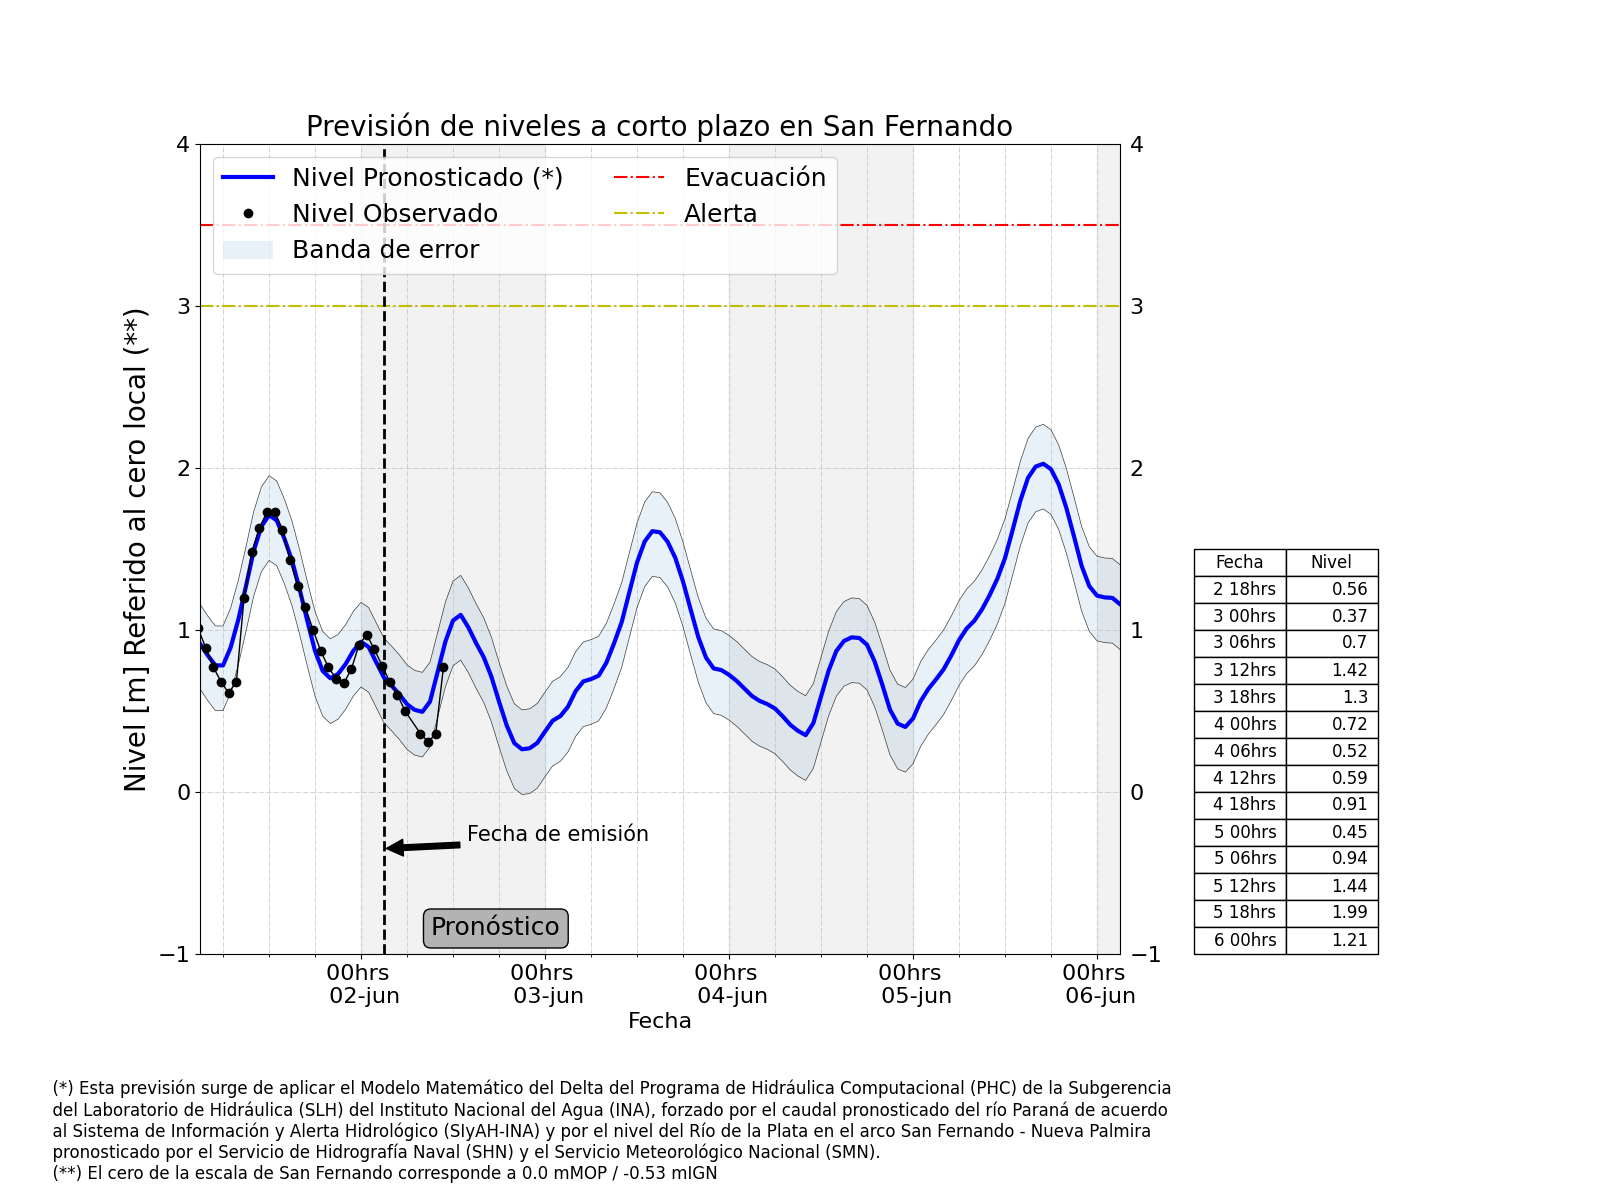 Previsión de niveles a corto plazo en San Fernando
Nivel Pronosticado (*)
Nivel Observado
Banda de error
Evacuación
Alerta
Nivel [m] Referido al cero local (**)
4
3
2
1
0
−1
4
3
2
1
0
−1
Fecha de emisión
Pronóstico
00hrs
02-jun
00hrs
03-jun
00hrs
04-jun
00hrs
05-jun
00hrs
06-jun
Fecha
Fecha Nivel
2 18hrs 0.56
3 00hrs 0.37
3 06hrs 0.7
3 12hrs 1.42
3 18hrs 1.3
4 00hrs 0.72
4 06hrs 0.52
4 12hrs 0.59
4 18hrs 0.91
5 00hrs 0.45
5 06hrs 0.94
5 12hrs 1.44
5 18hrs 1.99
6 00hrs 1.21
(*) Esta previsión surge de aplicar el Modelo Matemático del Delta del Programa de Hidráulica Computacional (PHC) de la Subgerencia
del Laboratorio de Hidráulica (SLH) del Instituto Nacional del Agua (INA), forzado por el caudal pronosticado del río Paraná de acuerdo
al Sistema de Información y Alerta Hidrológico (SIyAH-INA) y por el nivel del Río de la Plata en el arco San Fernando - Nueva Palmira
pronosticado por el Servicio de Hidrografía Naval (SHN) y el Servicio Meteorológico Nacional (SMN).
(**) El cero de la escala de San Fernando corresponde a 0.0 mMOP / -0.53 mIGN